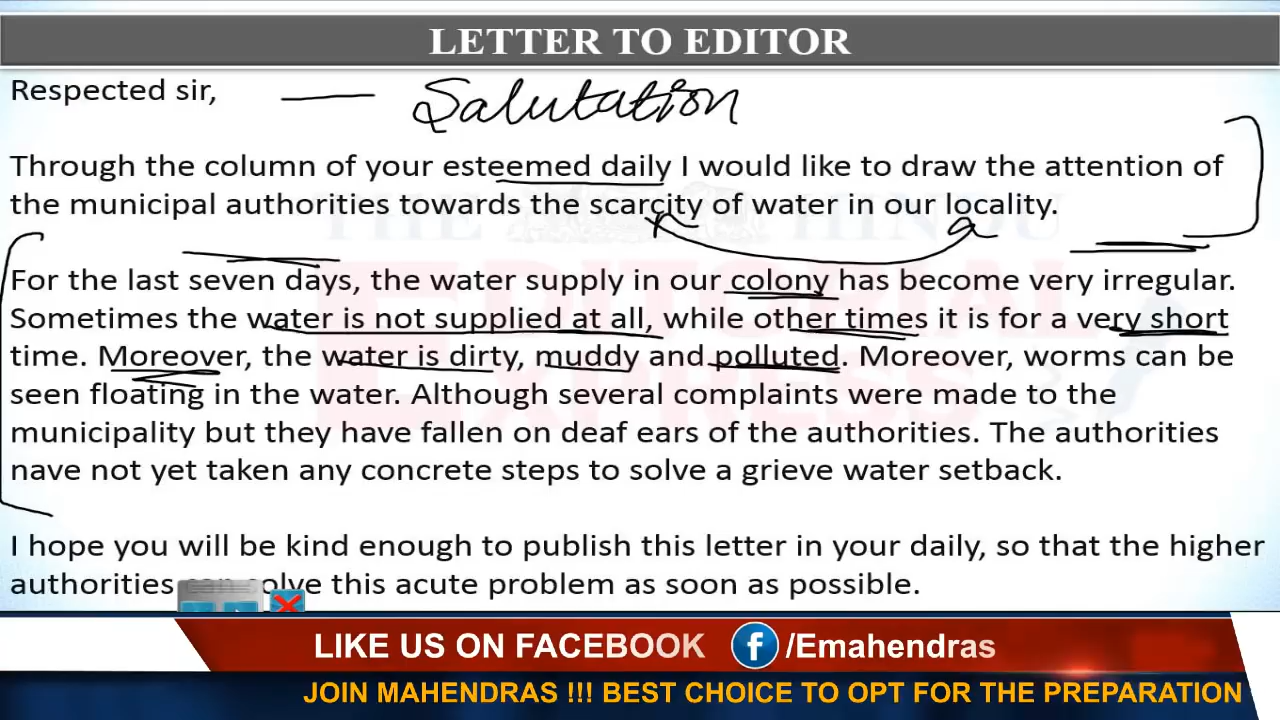 LETTER TO EDITOR
Respected sir, — Salutation
Through the column of your esteemed daily I would like to draw the attention of
the municipal authorities towards the scarcity of water in our locality.
THE HINDU
For the last seven days, the water supply in our colony has become very irregular.
Sometimes the water is not supplied at all, while other times it is for a very short
time. Moreover, the water is dirty, muddy and polluted. Moreover, worms can be
seen floating in the water. Although several complaints were made to the
EXPRESS
municipality but they have fallen on deaf ears of the authorities. The authorities
nave not yet taken any concrete steps to solve a grieve water setback.
I hope you will be kind enough to publish this letter in your daily, so that the higher
authorities can solve this acute problem as soon as possible.
LIKE US ON FACEBOOK f /Emahendras
JOIN MAHENDRAS !!! BEST CHOICE TO OPT FOR THE PREPARATION